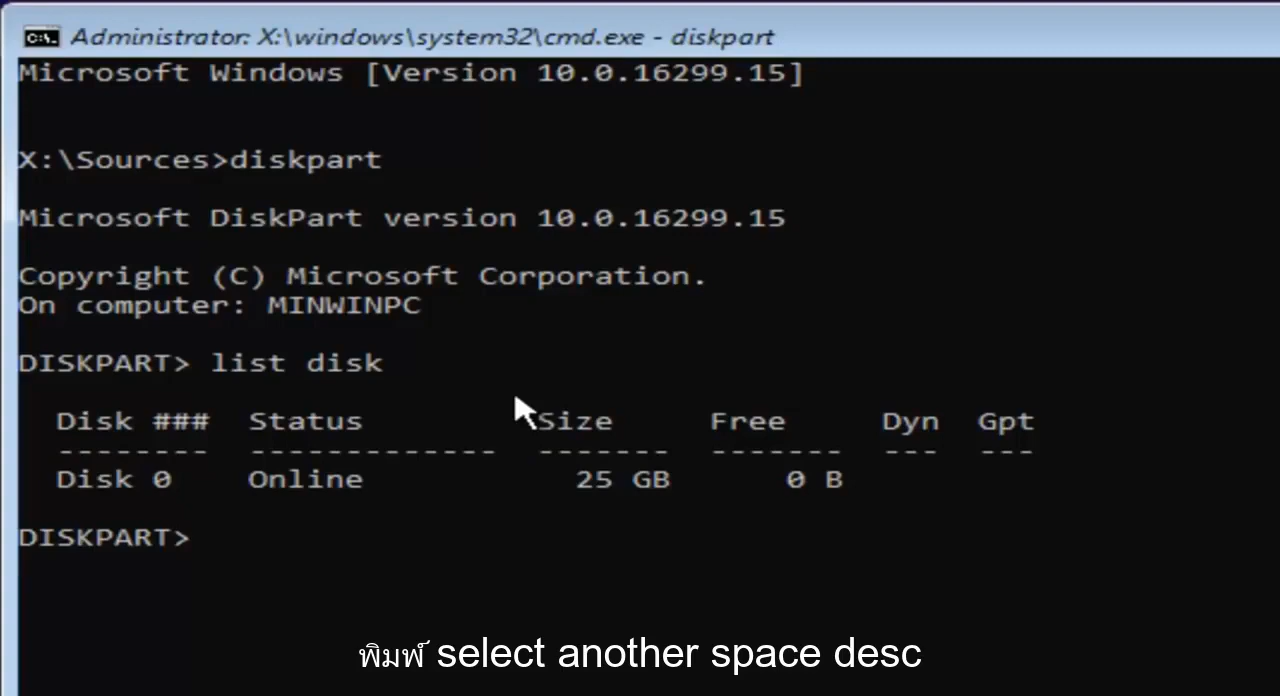 Administrator: X:\windows\system32\cmd.exe - diskpart
Microsoft Windows [Version 10.0.16299.15]
X:\Sources>diskpart
Microsoft DiskPart version 10.0.16299.15
Copyright (C) Microsoft Corporation.
On computer: MINWINPC
DISKPART> list disk
Disk ### Status Size Free Dyn Gpt
-------- ------------- ------- ------- --- ---
Disk 0 Online 25 GB 0 B
DISKPART>
พิมพ์ select another space desc